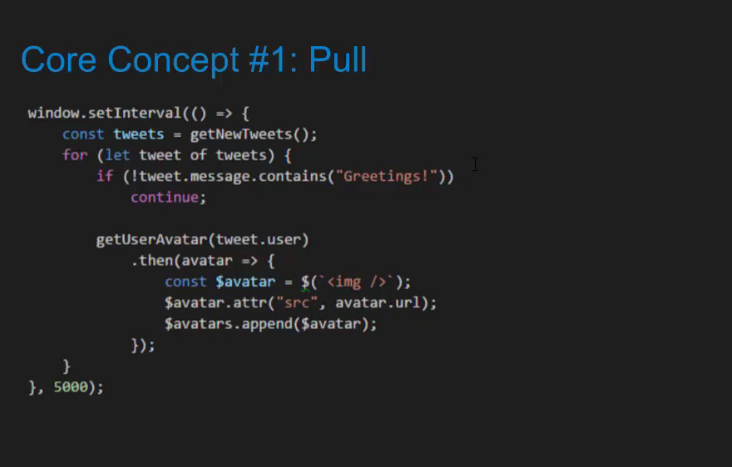 Core Concept #1: Pull
window.setInterval(() => {
const tweets = getNewTweets();
for (let tweet of tweets) {
if (!tweet.message.contains("Greetings!"))
continue;
getUserAvatar(tweet.user)
.then(avatar => {
const $avatar = $(`<img />`);
$avatar.attr("src", avatar.url);
$avatars.append($avatar);
});
}
}, 5000);